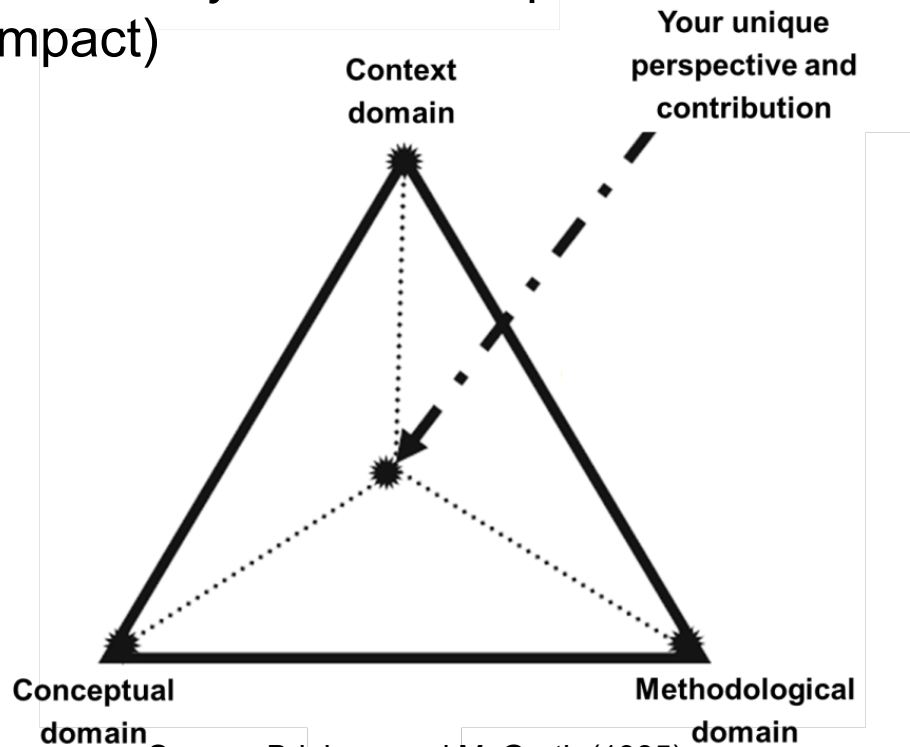 mpact)
Your unique
perspective and
contribution
Context
domain
Conceptual
domain
Methodological
domain